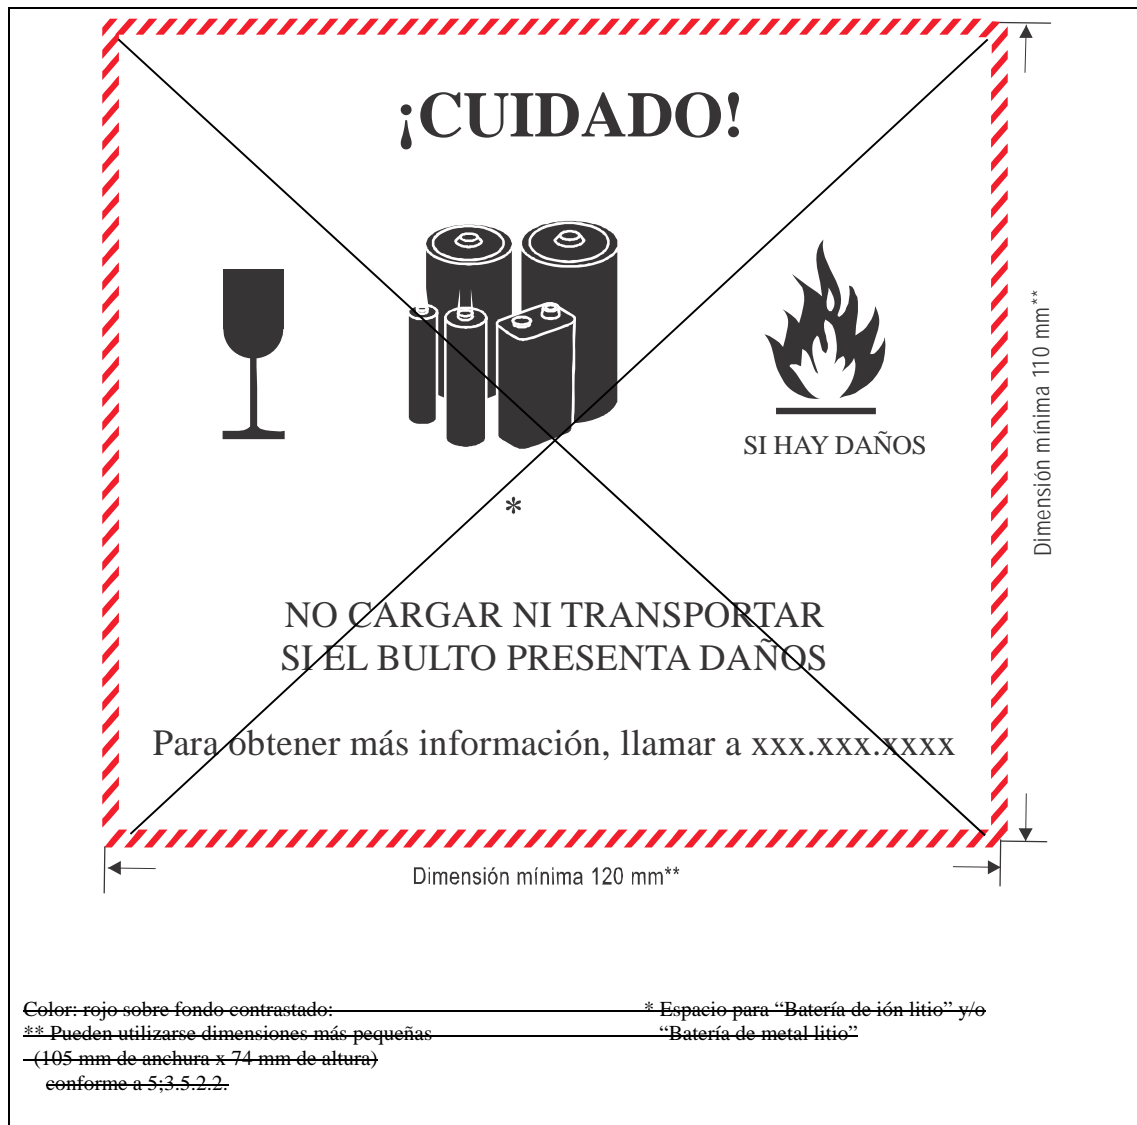 ¡CUIDADO!
SI HAY DAÑOS
*
NO CARGAR NI TRANSPORTAR
SI EL BULTO PRESENTA DAÑOS
Para obtener más información, llamar a xxx.xxx.xxxx
Dimensión mínima 110 mm**
Dimensión mínima 120 mm**
Color: rojo sobre fondo contrastado:
** Pueden utilizarse dimensiones más pequeñas
(105 mm de anchura x 74 mm de altura)
conforme a 5;3.5.2.2.
* Espacio para “Batería de ión litio” y/o
“Batería de metal litio”